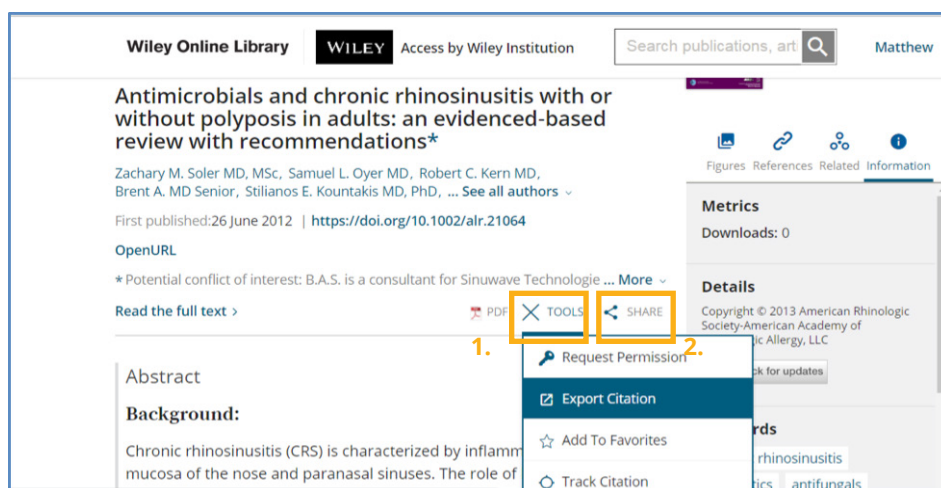 Wiley Online Library WILEY Access by Wiley Institution Search publications, art Matthew
Antimicrobials and chronic rhinosinusitis with or
without polyposis in adults: an evidenced-based
review with recommendations*
Zachary M. Soler MD, MSc, Samuel L. Oyer MD, Robert C. Kern MD,
Brent A. MD Senior, Stilianos E. Kountakis MD, PhD, ... See all authors
First published:26 June 2012 | https://doi.org/10.1002/alr.21064
OpenURL
* Potential conflict of interest: B.A.S. is a consultant for Sinuwave Technologie ... More
Read the full text > PDF TOOLS SHARE
1. 2.
Request Permission
Export Citation
Add To Favorites
Track Citation
Abstract
Background:
Chronic rhinosinusitis (CRS) is characterized by inflamm
mucosa of the nose and paranasal sinuses. The role of
Figures References Related Information
Metrics
Downloads: 0
Details
Copyright © 2013 American Rhinologic
Society-American Academy of
ic Allergy, LLC
ck for updates
rds
rhinosinusitis
tics antifungals